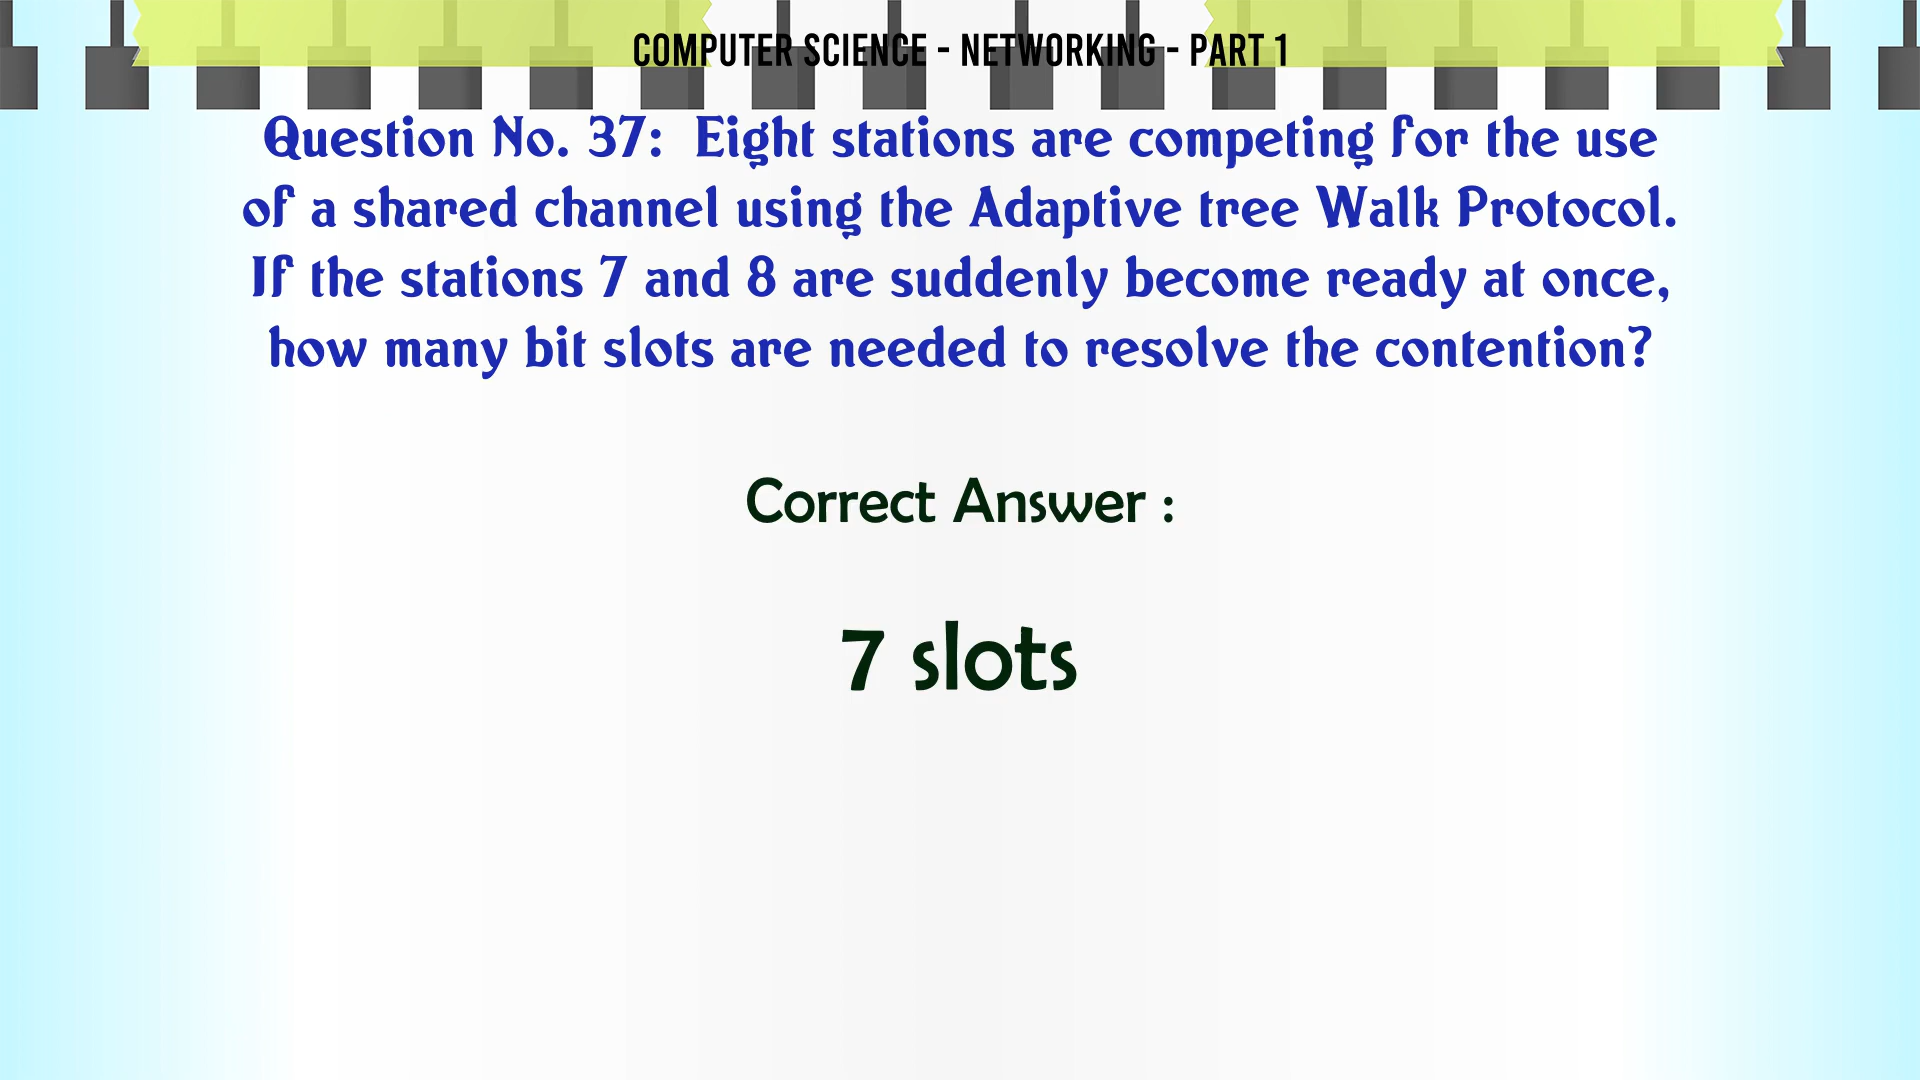 COMPUTER SCIENCE - NETWORKING - PART 1
Question No. 37:  Eight stations are competing for the use
of a shared channel using the Adaptive tree Walk Protocol.
If the stations 7 and 8 are suddenly become ready at once,
how many bit slots are needed to resolve the contention?
Correct Answer :
7 slots